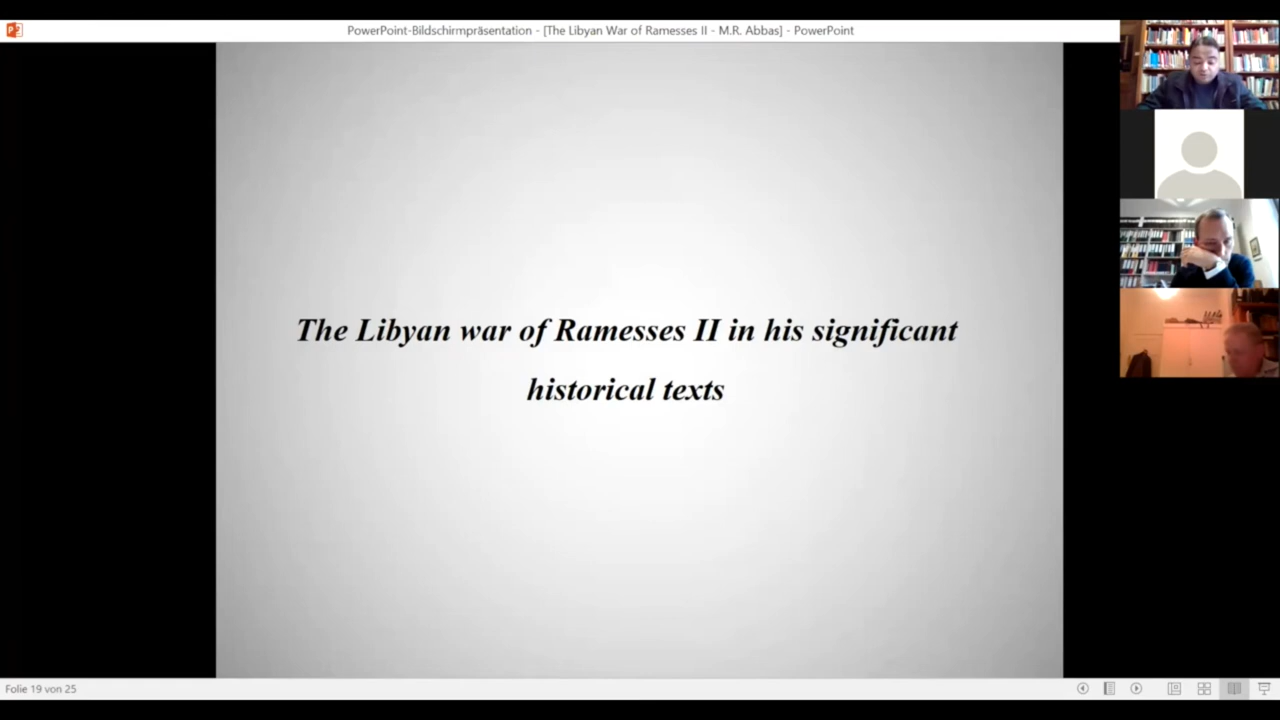 PowerPoint-Bildschirmpräsentation - [The Libyan War of Ramesses II - M.R. Abbas] - PowerPoint
The Libyan war of Ramesses II in his significant
historical texts
Folie 19 von 25